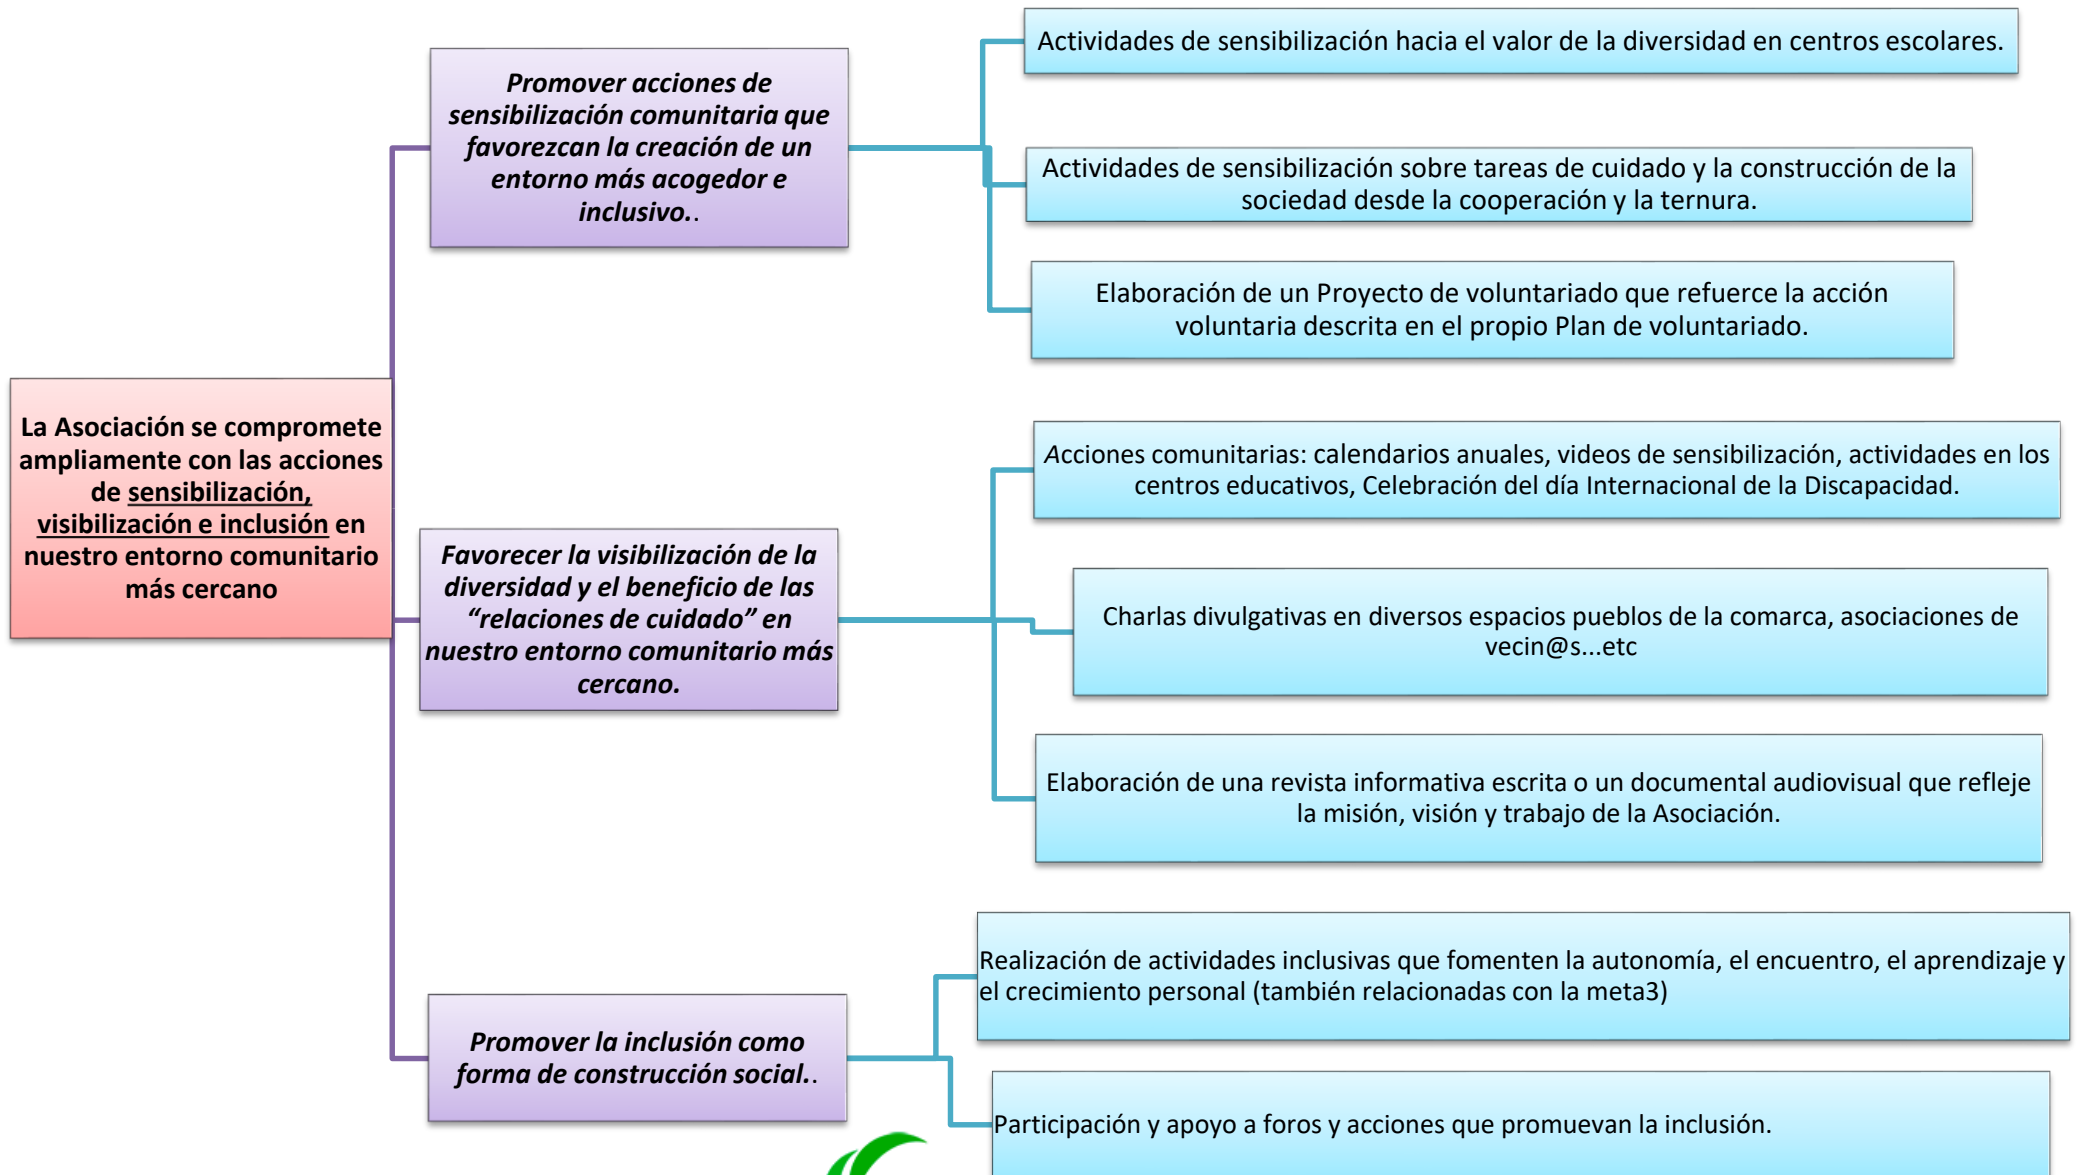 La Asociación se compromete
ampliamente con las acciones
de sensibilización,
visibilización e inclusión en
nuestro entorno comunitario
más cercano
Promover acciones de
sensibilización comunitaria que
favorezcan la creación de un
entorno más acogedor e
inclusivo..
Actividades de sensibilización hacia el valor de la diversidad en centros escolares.
Actividades de sensibilización sobre tareas de cuidado y la construcción de la
sociedad desde la cooperación y la ternura.
Elaboración de un Proyecto de voluntariado que refuerce la acción
voluntaria descrita en el propio Plan de voluntariado.
Favorecer la visibilización de la
diversidad y el beneficio de las
“relaciones de cuidado” en
nuestro entorno comunitario más
cercano.
Acciones comunitarias: calendarios anuales, videos de sensibilización, actividades en los
centros educativos, Celebración del día Internacional de la Discapacidad.
Charlas divulgativas en diversos espacios pueblos de la comarca, asociaciones de
vecin@s...etc
Elaboración de una revista informativa escrita o un documental audiovisual que refleje
la misión, visión y trabajo de la Asociación.
Promover la inclusión como
forma de construcción social..
Realización de actividades inclusivas que fomenten la autonomía, el encuentro, el aprendizaje y
el crecimiento personal (también relacionadas con la meta3)
Participación y apoyo a foros y acciones que promuevan la inclusión.